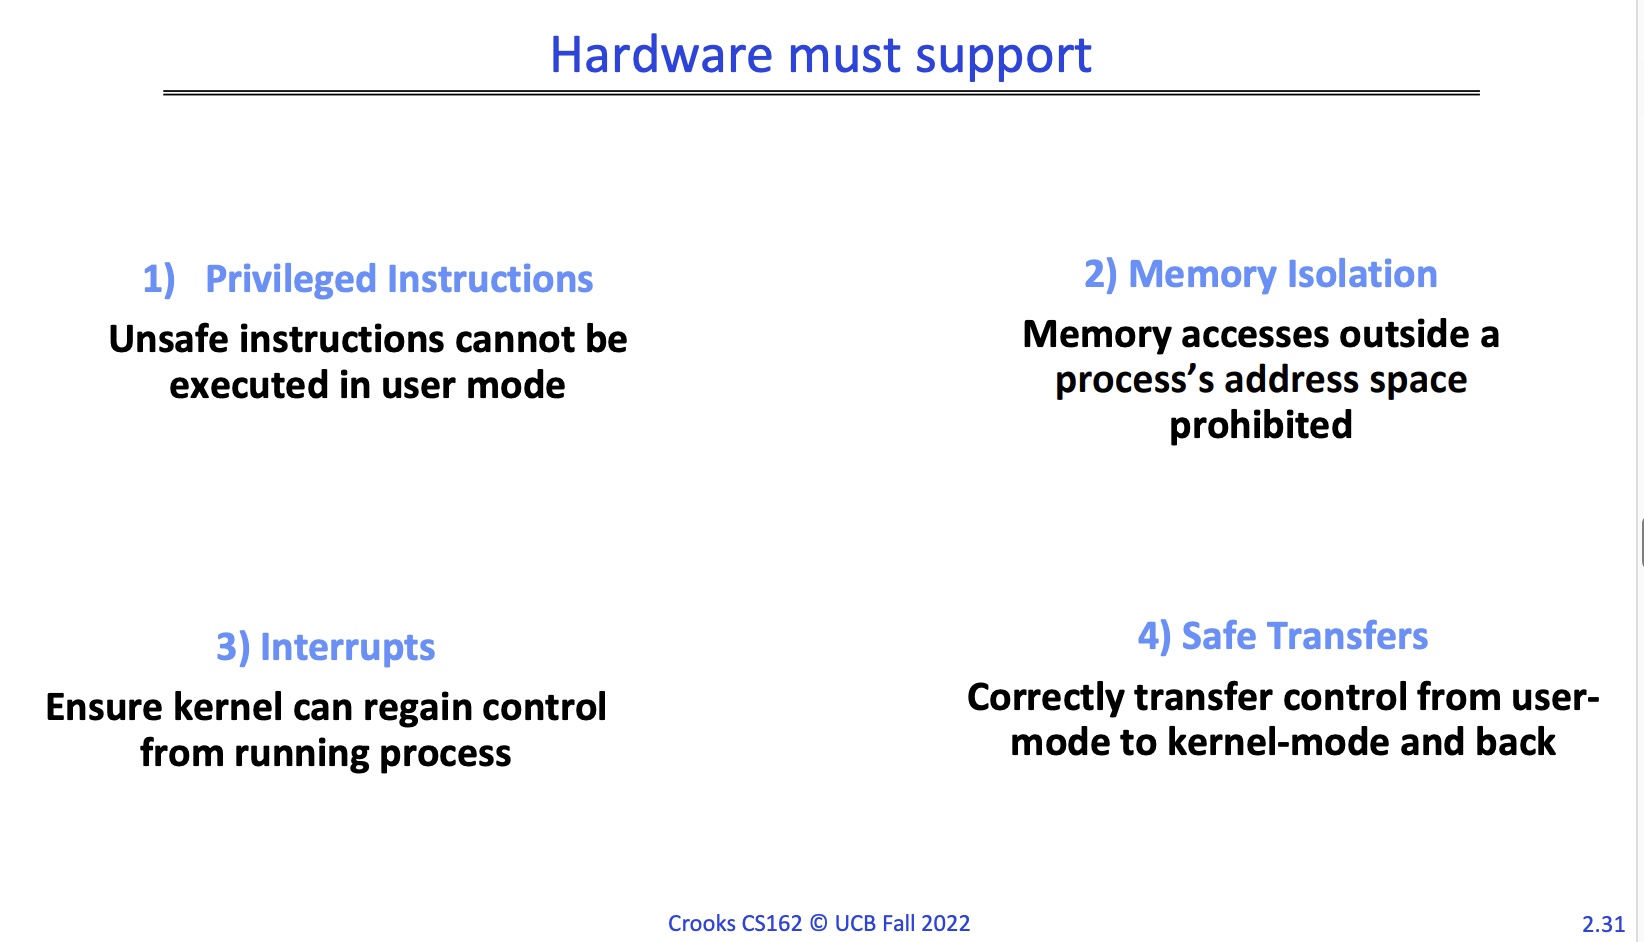 Hardware must support
1) Privileged Instructions
Unsafe instructions cannot be
executed in user mode
2) Memory Isolation
Memory accesses outside a
process’s address space
prohibited
3) Interrupts
Ensure kernel can regain control
from running process
4) Safe Transfers
Correctly transfer control from user-
mode to kernel-mode and back
Crooks CS162 © UCB Fall 2022
2.31